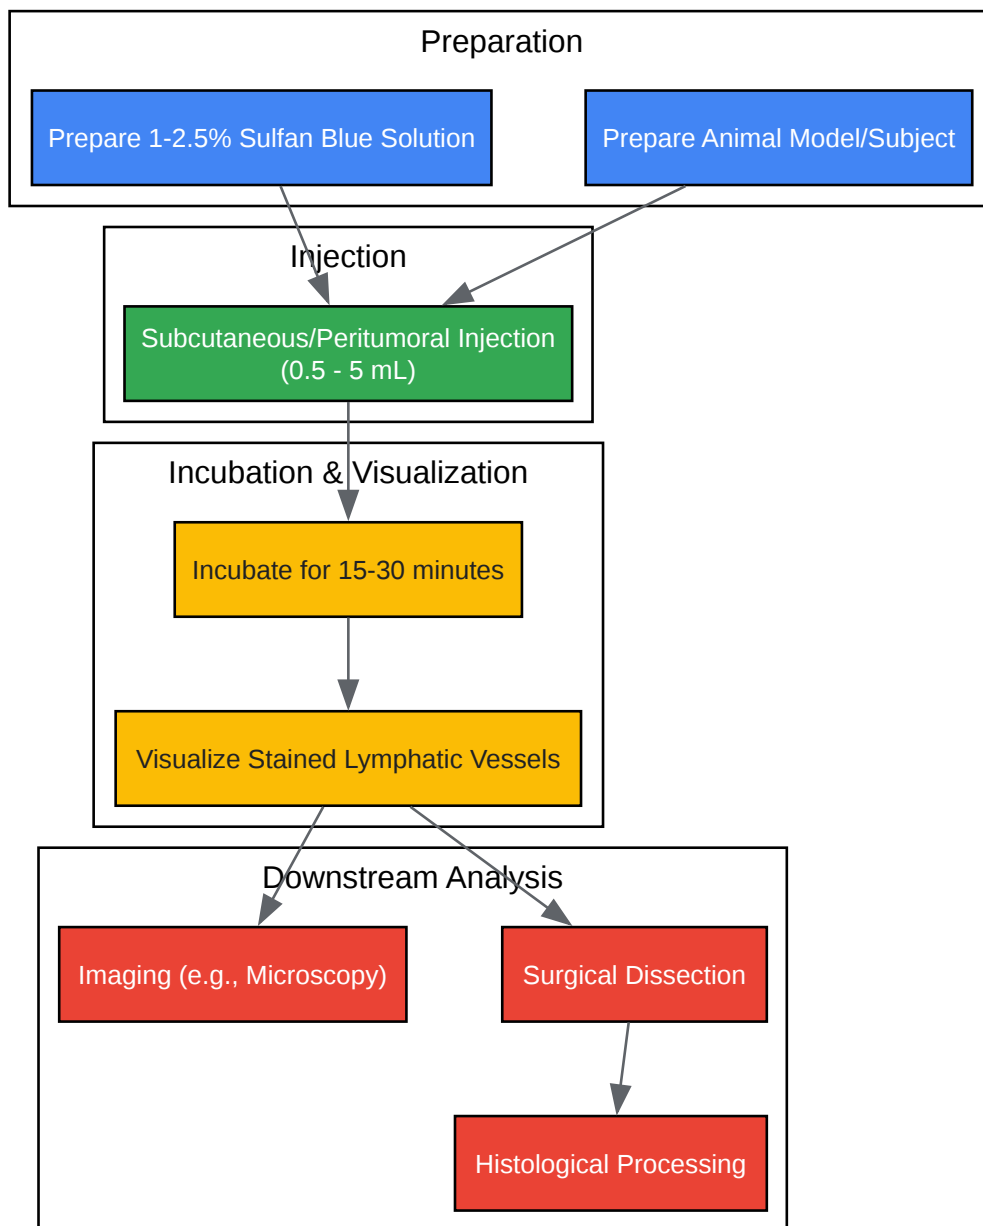 Preparation
Prepare 1-2.5% Sulfan Blue Solution
Prepare Animal Model/Subject
Injection
Subcutaneous/Peritumoral Injection
(0.5 - 5 mL)
Incubation & Visualization
Incubate for 15-30 minutes
Visualize Stained Lymphatic Vessels
Downstream Analysis
Imaging (e.g., Microscopy)
Surgical Dissection
Histological Processing